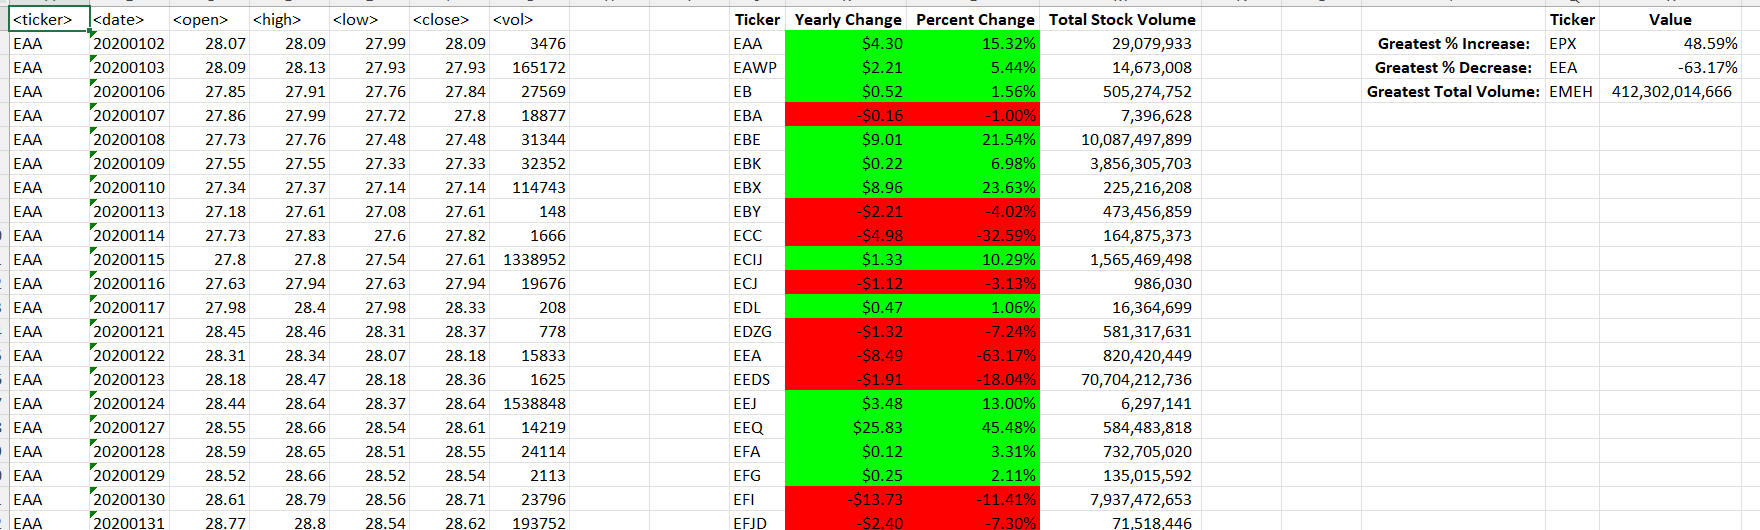 <ticker> <date> <open> <high> <low> <close> <vol> Ticker Yearly Change Percent Change Total Stock Volume Ticker Value
EAA 20200102 28.07 28.09 27.99 28.09 3476 EAA $4.30 15.32% 29,079,933 Greatest % Increase: EPX 48.59%
EAA 20200103 28.09 28.13 27.93 27.93 165172 EAWP $2.21 5.44% 14,673,008 Greatest % Decrease: EEA -63.17%
EAA 20200106 27.85 27.91 27.76 27.84 27569 EB $0.52 1.56% 505,274,752 Greatest Total Volume: EMEH 412,302,014,666
EAA 20200107 27.86 27.99 27.72 27.8 18877 EBA -$0.16 -1.00% 7,396,628
EAA 20200108 27.73 27.76 27.48 27.48 31344 EBE $9.01 21.54% 10,087,497,899
EAA 20200109 27.55 27.55 27.33 27.33 32352 EBK $0.22 6.98% 3,856,305,703
EAA 20200110 27.34 27.37 27.14 27.14 114743 EBX $8.96 23.63% 225,216,208
EAA 20200113 27.18 27.61 27.08 27.61 148 EBY -$2.21 -4.02% 473,456,859
EAA 20200114 27.73 27.83 27.6 27.82 1666 ECC -$4.98 -32.59% 164,875,373
EAA 20200115 27.8 27.8 27.54 27.61 1338952 ECIJ $1.33 10.29% 1,565,469,498
EAA 20200116 27.63 27.94 27.63 27.94 19676 ECJ -$1.12 -3.13% 986,030
EAA 20200117 27.98 28.4 27.98 28.33 208 EDL $0.47 1.06% 16,364,699
EAA 20200121 28.45 28.46 28.31 28.37 778 EDZG -$1.32 -7.24% 581,317,631
EAA 20200122 28.31 28.34 28.07 28.18 15833 EEA -$8.49 -63.17% 820,420,449
EAA 20200123 28.18 28.47 28.18 28.36 1625 EEDS -$1.91 -18.04% 70,704,212,736
EAA 20200124 28.44 28.64 28.37 28.64 1538848 EEJ $3.48 13.00% 6,297,141
EAA 20200127 28.55 28.66 28.54 28.61 14219 EEQ $25.83 45.48% 584,483,818
EAA 20200128 28.59 28.65 28.51 28.55 24114 EFA $0.12 3.31% 732,705,020
EAA 20200129 28.52 28.66 28.52 28.54 2113 EFG $0.25 2.11% 135,015,592
EAA 20200130 28.61 28.79 28.56 28.71 23796 EFI -$13.73 -11.41% 7,937,472,653
EAA 20200131 28.77 28.8 28.54 28.62 193752 EFJD -$2.40 -7.30% 71,518,446